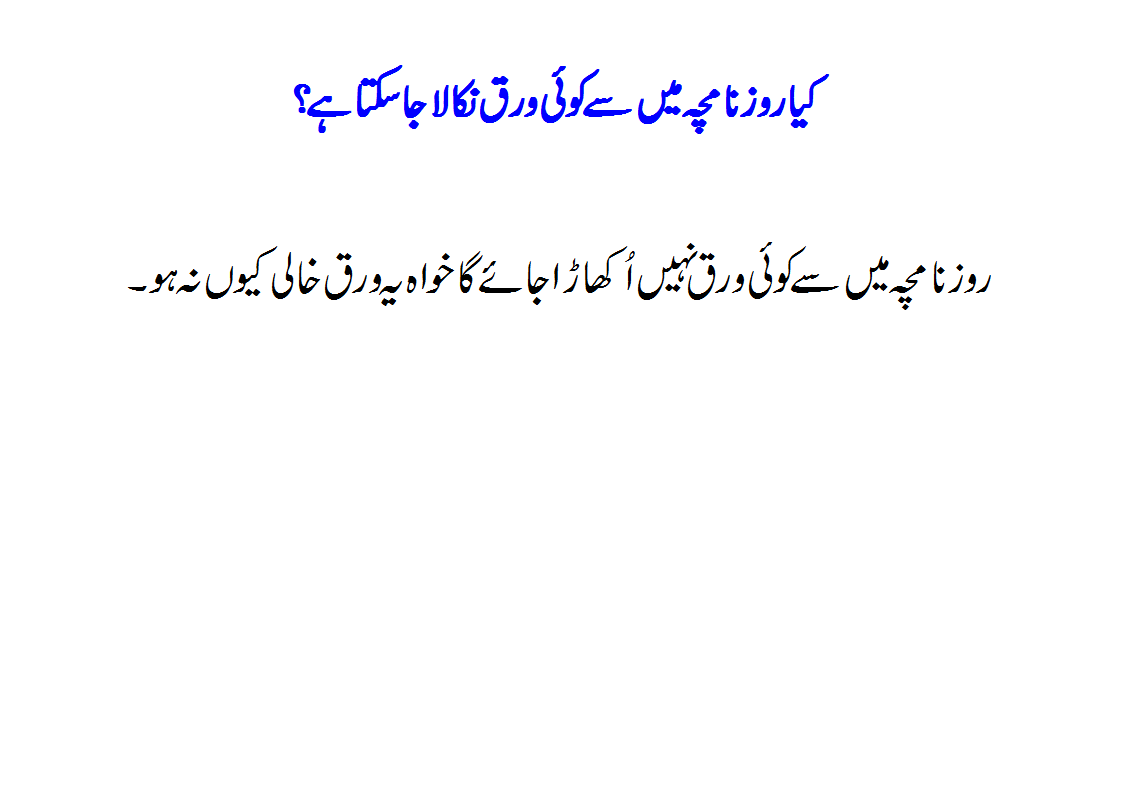 کیا روزنامچہ میں سے کوئی ورق نکالا جا سکتا ہے؟
روزنامچہ میں سے کوئی ورق نہیں اُکھاڑا جائے گا خواہ یہ ورق خالی کیوں نہ ہو۔